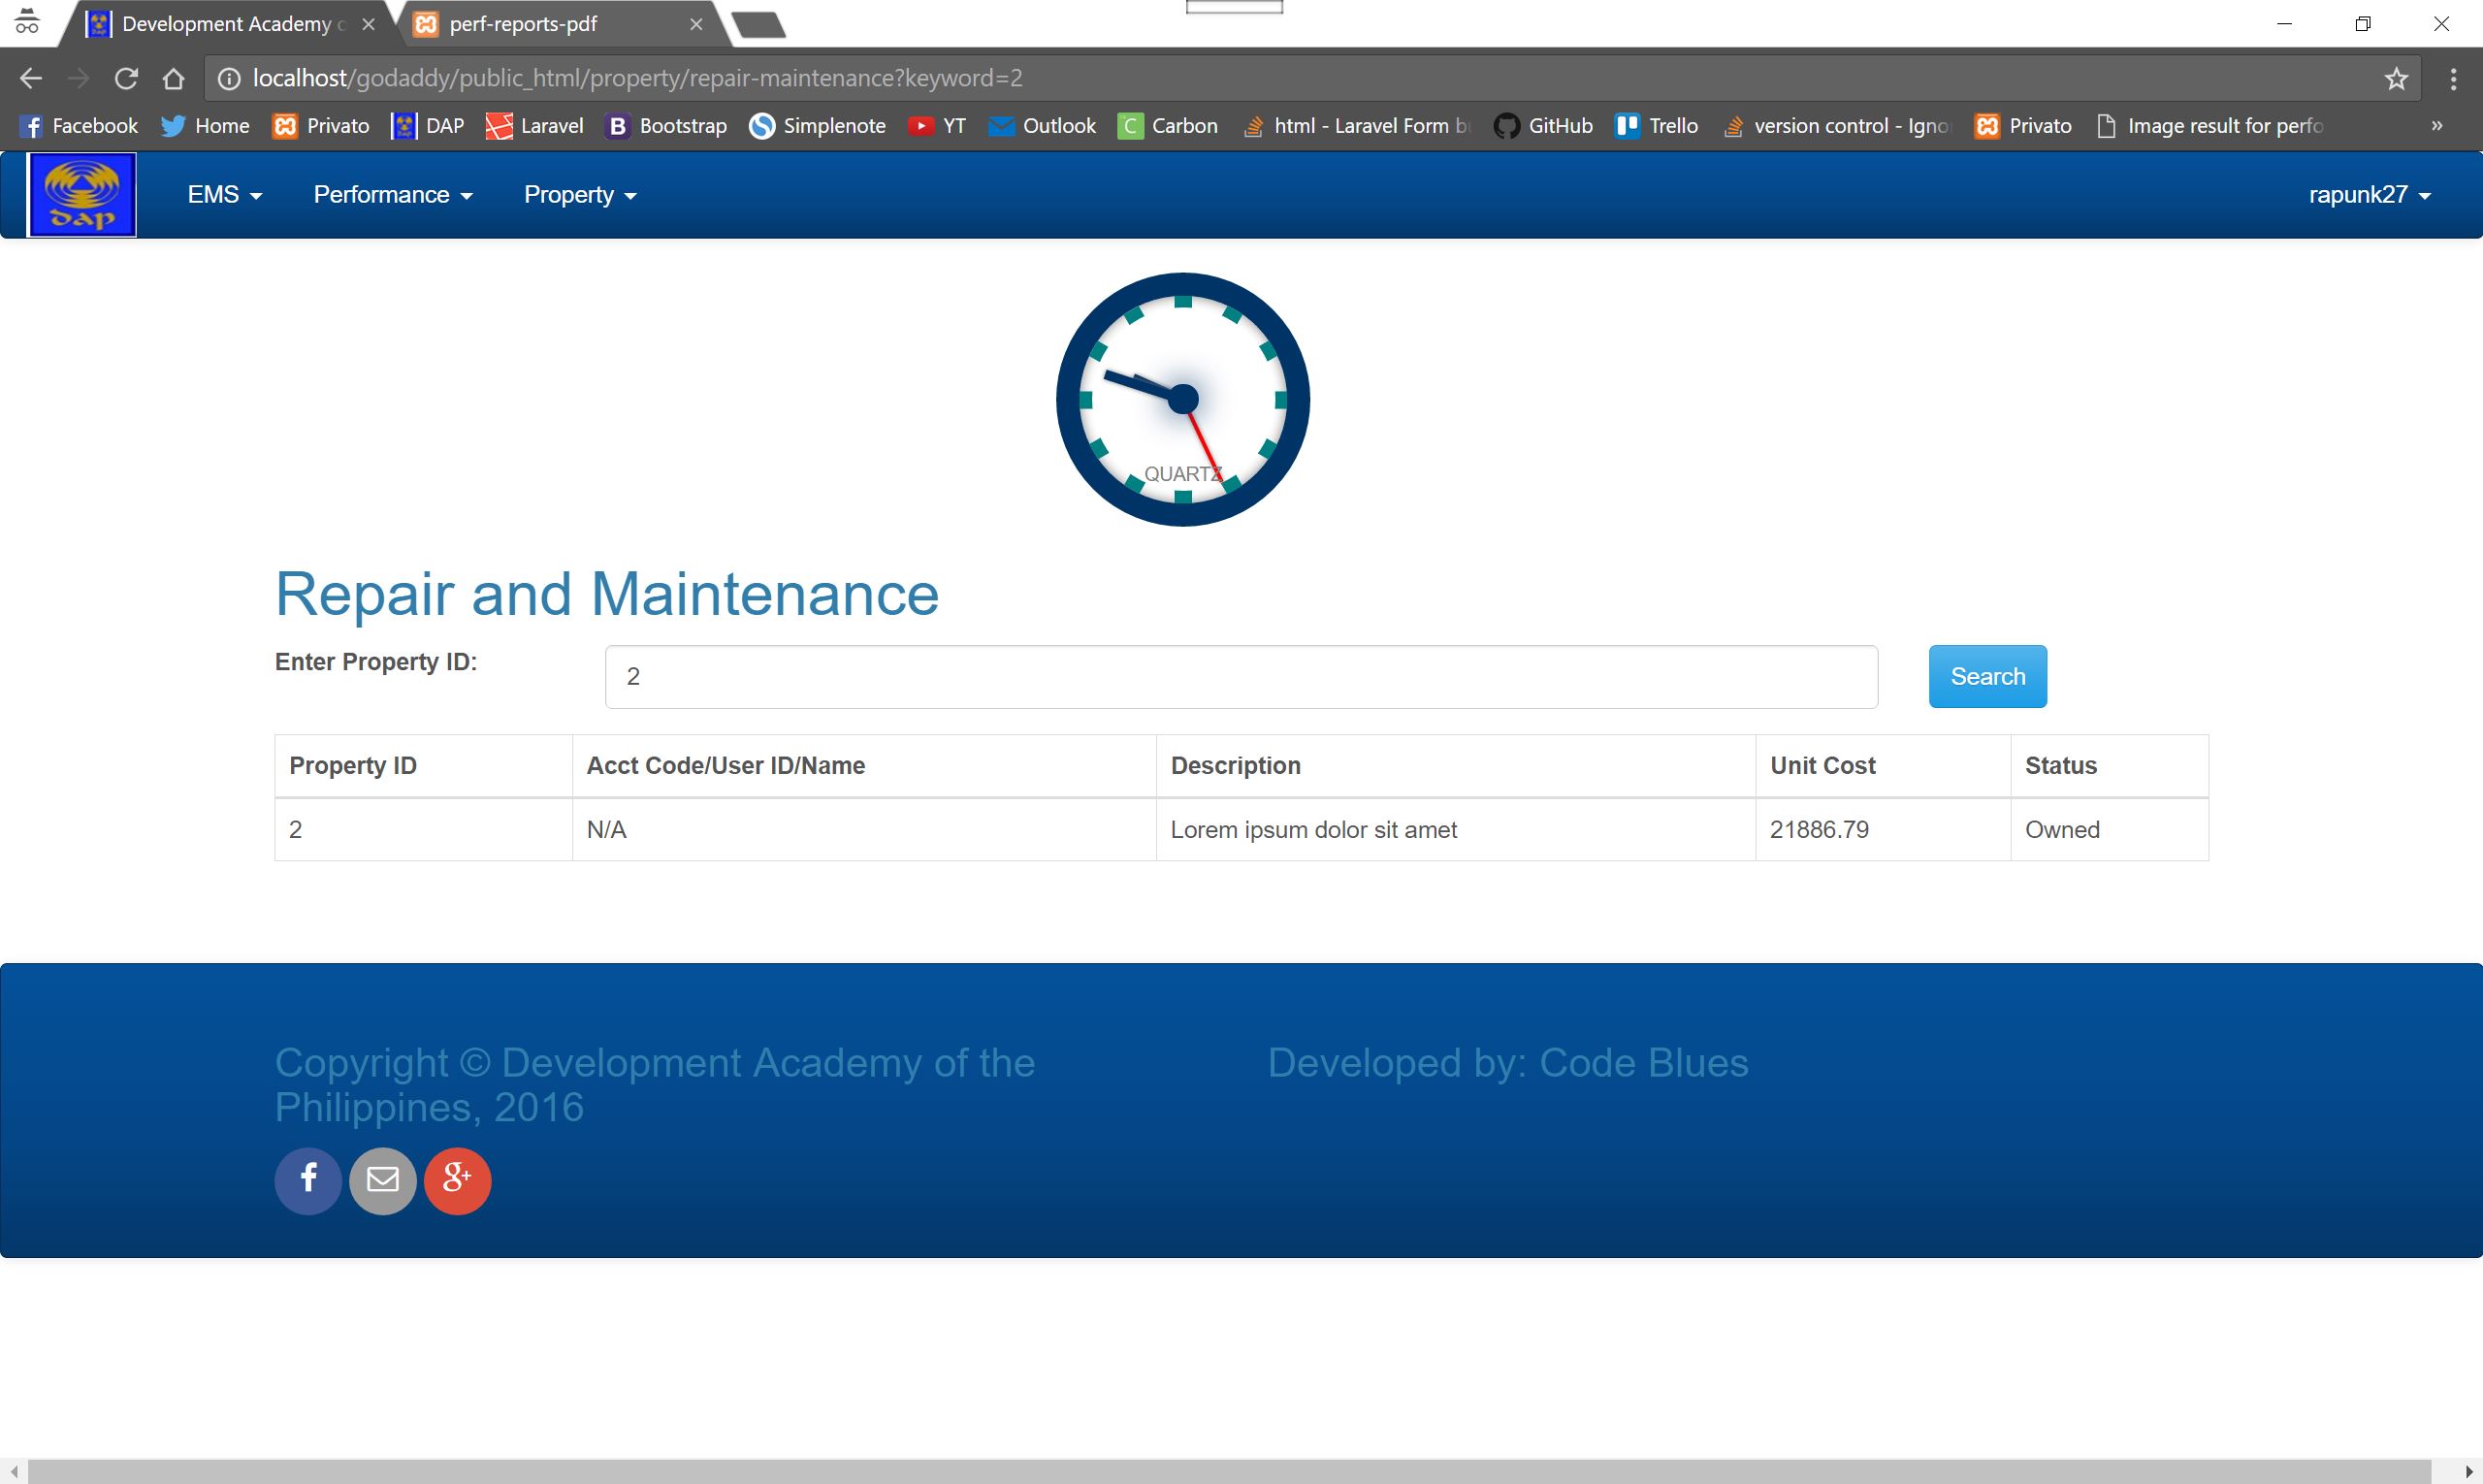 Development Academy
perf-reports-pdf
localhost/godaddy/public_html/property/repair-maintenance?keyword=2
Facebook Home Privato DAP Laravel Bootstrap Simplenote YT Outlook Carbon html - Laravel Form GitHub Trello version control - Privato Image result for
dap EMS Performance Property rapunk27
QUARTZ
Repair and Maintenance
Enter Property ID: 2 Search
Property ID Acct Code/User ID/Name Description Unit Cost Status
2 N/A Lorem ipsum dolor sit amet 21886.79 Owned
Copyright © Development Academy of the
Philippines, 2016
Developed by: Code Blues